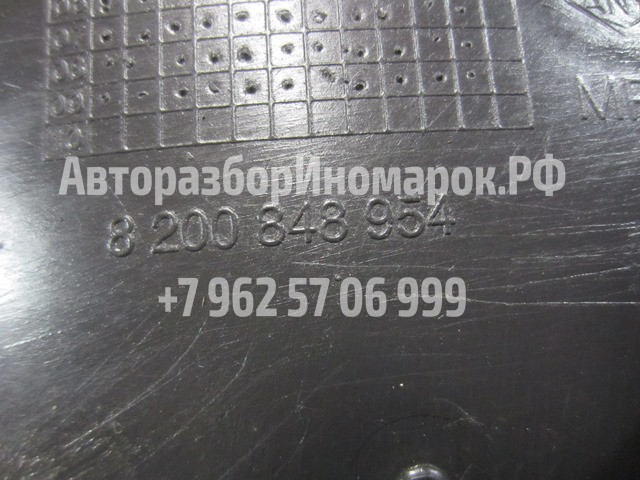 АвторазборИномарок.РФ
8 200 848 954
+7 962 57 06 999